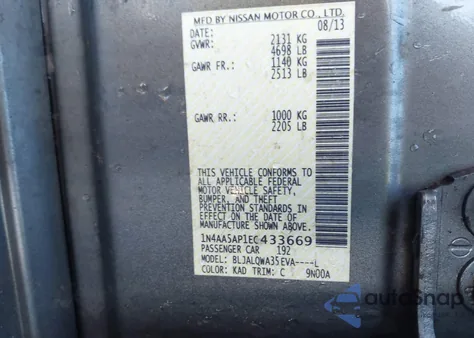 MFD BY NISSAN MOTOR CO., LTD.
DATE: 08/13
GVWR: 2131 KG
4698 LB
GAWR FR.: 1140 KG
2513 LB
GAWR RR.: 1000 KG
2205 LB
THIS VEHICLE CONFORMS TO
ALL APPLICABLE FEDERAL
MOTOR VEHICLE SAFETY,
BUMPER, AND THEFT
PREVENTION STANDARDS IN
EFFECT ON THE DATE OF
MANUFACTURE SHOWN ABOVE.
1N4AA5AP1EC433669
PASSENGER CAR 192
BLJALQWA35EVA----L
COLOR: KAD TRIM: C 9N00A
autoSnap